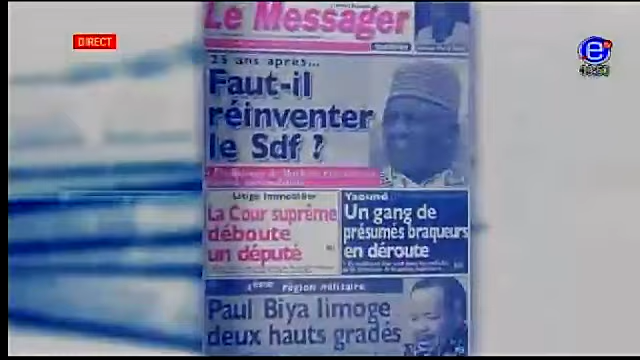 DIRECT
Le Messager
25 ans après...
Faut-il
réinventer
le Sdf ?
Litige immobilier
La Cour suprême
déboute
un député
Yaoundé
Un gang de
présumés braqueurs
en déroute
région militaire
Paul Biya limoge
deux hauts gradés